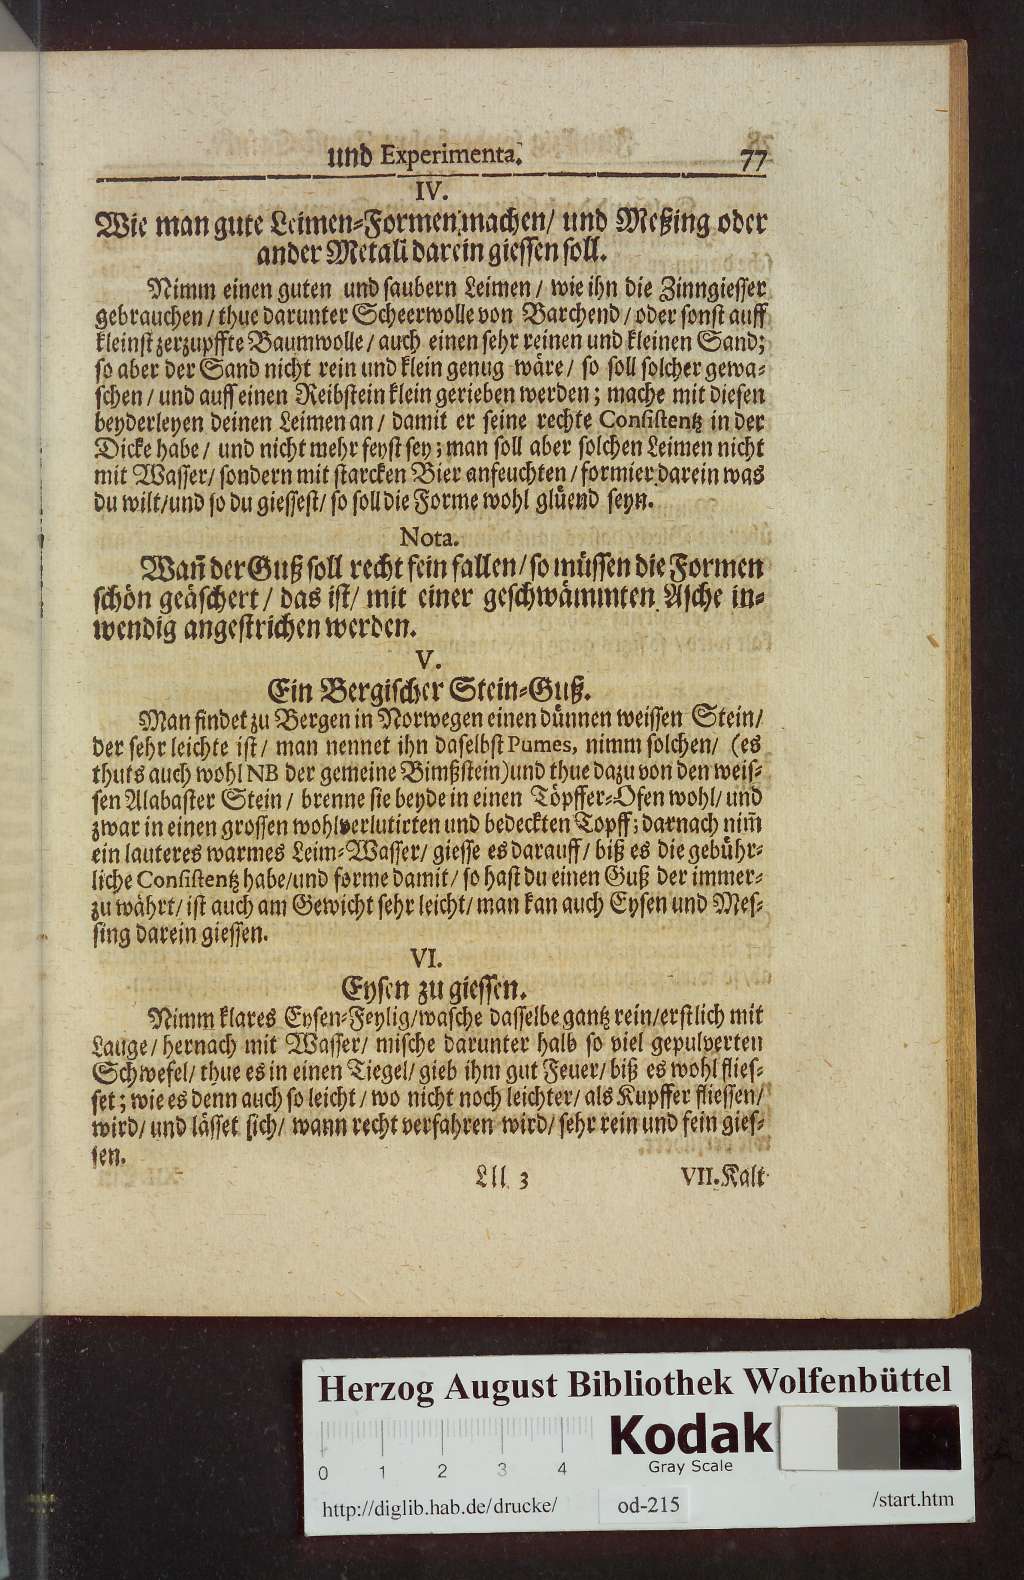 und Experimenta. 77
IV.
Wie man gute Leimen-Formen machen/ und Meßing oder
ander Metall darein giessen soll.
Nimm einen guten und saubern Leimen / wie ihn die Zinngiesser
gebrauchen / thue darunter Scheerwolle von Barchend / oder sonst auff
kleinst zerzupffte Baumwolle / auch einen sehr reinen und kleinen Sand;
so aber der Sand nicht rein und klein genug wäre / so soll solcher gewa-
schen / und auff einen Reibstein klein gerieben werden ; mache mit diesen
beyderleyen deinen Leimen an / damit er seine rechte Consistentz in der
Dicke habe / und nicht mehr feyst sey ; man soll aber solchen Leimen nicht
mit Wasser/ sondern mit starcken Bier anfeuchten / formier darein was
du wilt/und so du giessest/ so soll die Forme wohl glüend seyn.
Nota.
Wañ der Guß soll recht fein fallen/ so müssen die Formen
schön geäschert / das ist/ mit einer geschwämmten Asche in-
wendig angestrichen werden.
V.
Ein Bergischer Stein-Guß.
Man findet zu Bergen in Norwegen einen dünnen weissen Stein/
der sehr leichte ist / man nennet ihn daselbst Pumes, nimm solchen/ (es
thuts auch wohl NB der gemeine Bimßstein) und thue dazu von den weis-
sen Alabaster Stein / brenne sie beyde in einen Töpffer-Ofen wohl/ und
zwar in einen grossen wohl verlutirten und bedeckten Topff; darnach nim̃
ein lauteres warmes Leim-Wasser/ giesse es darauff/ biß es die gebühr-
liche Consistentz habe/und forme damit / so hast du einen Guß der immer-
zu währt/ ist auch am Gewicht sehr leicht/ man kan auch Eysen und Mes-
sing darein giessen.
VI.
Eysen zu giessen.
Nimm klares Eysen-Feylig/wasche dasselbe gantz rein/erstlich mit
Lauge / hernach mit Wasser/ mische darunter halb so viel gepulverten
Schwefel/ thue es in einen Tiegel/ gieb ihm gut Feuer/ biß es wohl flies-
set ; wie es denn auch so leicht / wo nicht noch leichter/ als Kupffer fliessen/
wird/ und lässet sich/ wann recht verfahren wird/ sehr rein und fein gies-
sen.
Lll 3 VII. Kalt
Herzog August Bibliothek Wolfenbüttel
Kodak
Gray Scale
0 1 2 3 4
http://diglib.hab.de/drucke/ od-215 /start.htm